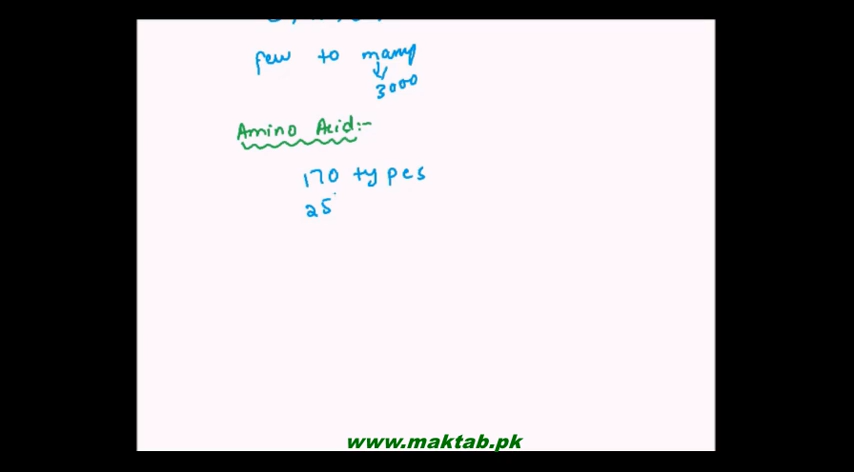 few to many
3000
Amino Acid:-
170 types
25
www.maktab.pk